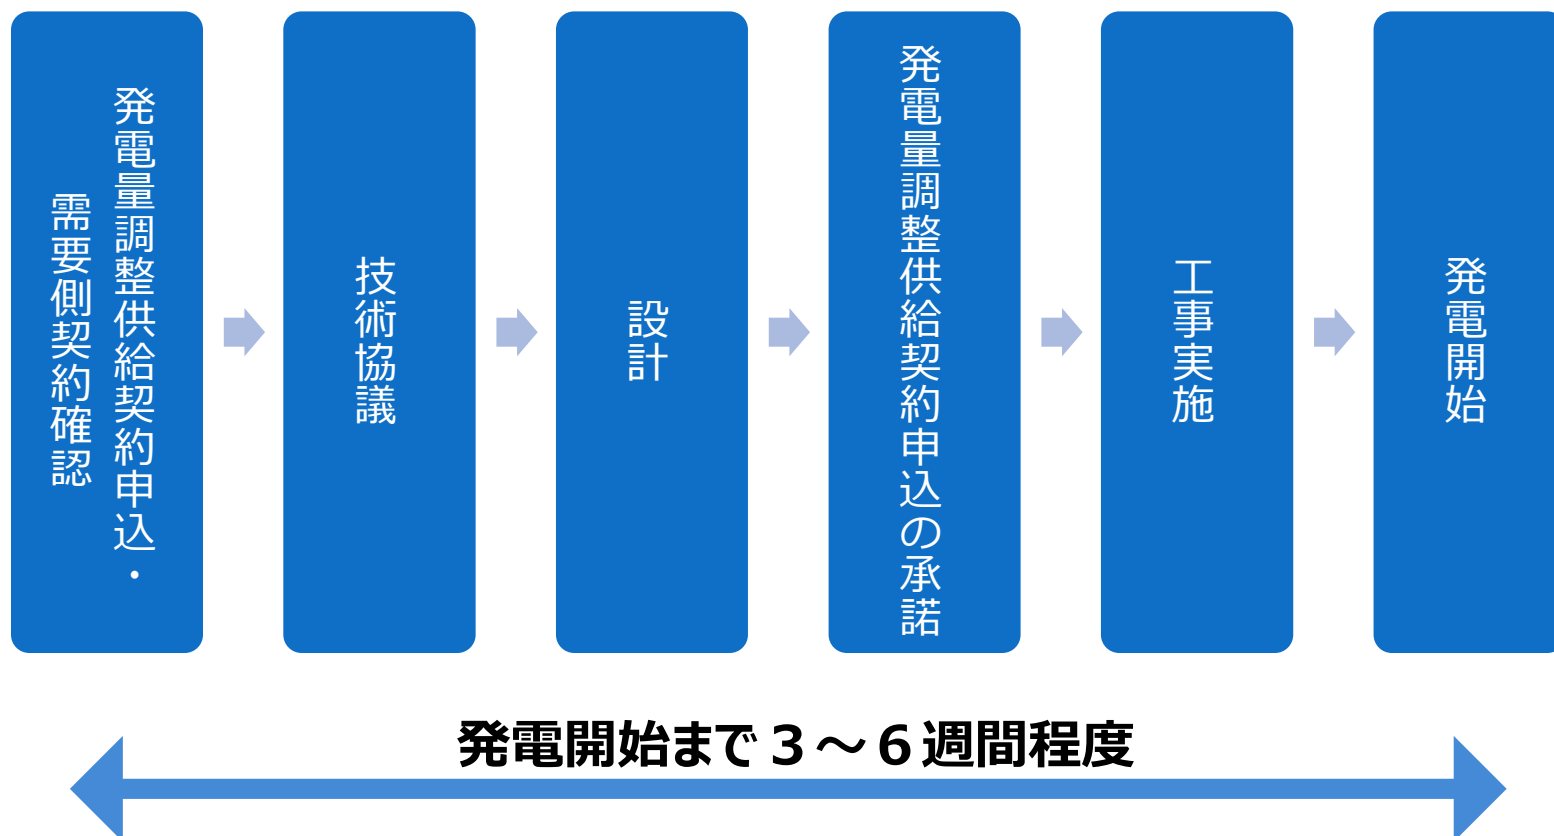 発電量調整供給契約申込・
需要側契約確認
技術協議
設計
発電量調整供給契約申込の承諾
工事実施
発電開始
発電開始まで３～６週間程度